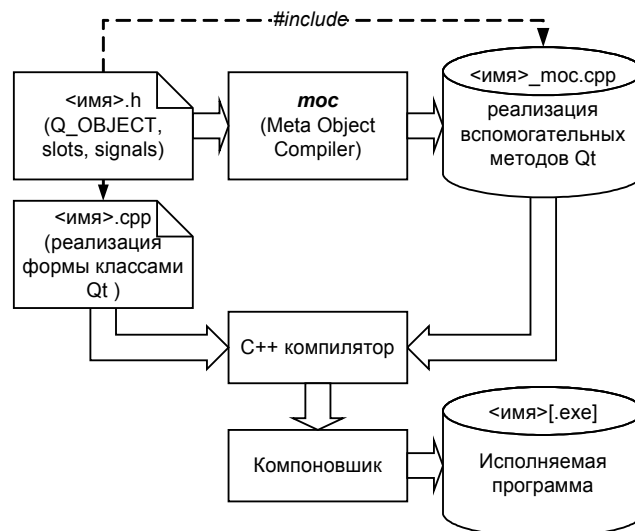 #include
<имя>.h
(Q_OBJECT,
slots, signals)
moc
(Meta Object
Compiler)
<имя>_moc.cpp
реализация
вспомогательных
методов Qt
<имя>.cpp
(реализация
формы классами
Qt )
C++ компилятор
Компоновшик
<имя>[.exe]
Исполняемая
программа